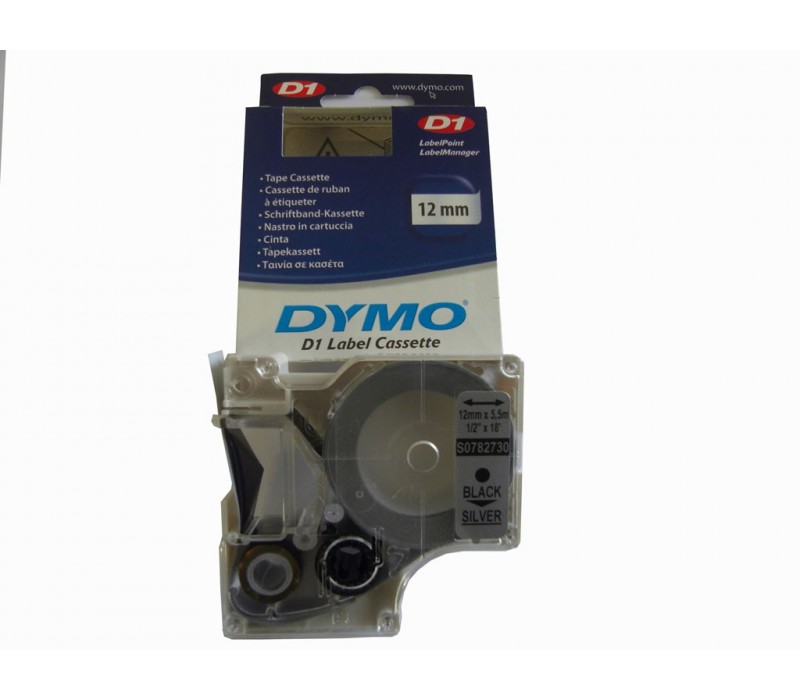 D1
www.dymo.com
www.dymo
D1
LabelPoint
LabelManager
• Tape Cassette
• Cassette de ruban
à étiqueter
• Schriftband-Kassette
• Nastro in cartuccia
• Cinta
• Tapekassett
• Ταινία σε κασέτα
12 mm
DYMO®
D1 Label Cassette
12mm x 5,5m
1/2" x 18'
S0782730
BLACK
SILVER